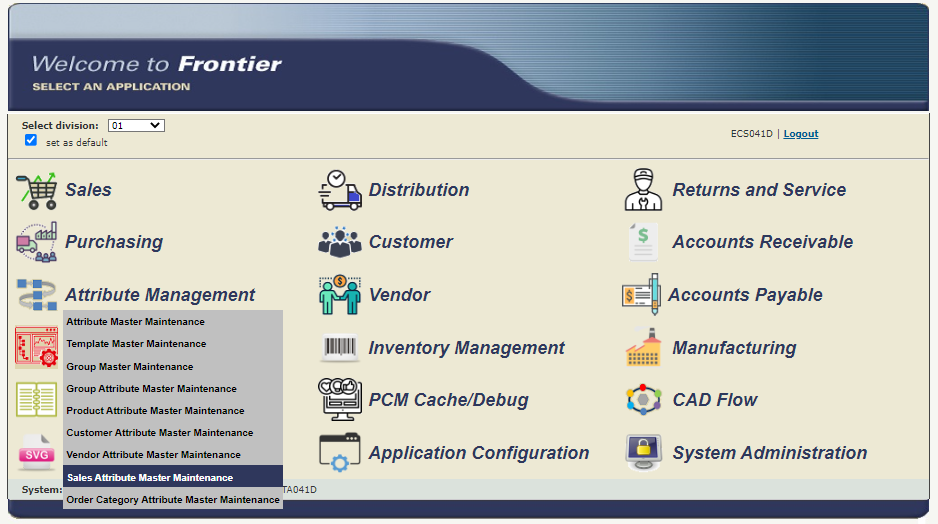 Welcome to Frontier
SELECT AN APPLICATION
Select division: 01
set as default
ECS041D | Logout
Sales
Distribution
Returns and Service
Purchasing
Customer
Accounts Receivable
Attribute Management
Vendor
Accounts Payable
Attribute Master Maintenance
Template Master Maintenance
Group Master Maintenance
Group Attribute Master Maintenance
Product Attribute Master Maintenance
Customer Attribute Master Maintenance
Vendor Attribute Master Maintenance
Sales Attribute Master Maintenance
Order Category Attribute Master Maintenance
Inventory Management
Manufacturing
PCM Cache/Debug
CAD Flow
SVG
Application Configuration
System Administration
System:
TA041D